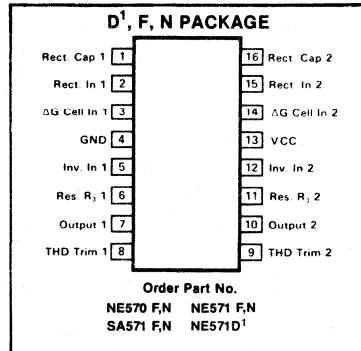 D¹, F, N PACKAGE
Rect. Cap 1 1 16 Rect. Cap 2
Rect. In 1 2 15 Rect. In 2
ΔG Cell In 1 3 14 ΔG Cell In 2
GND 4 13 VCC
Inv. In 1 5 12 Inv. In 2
Res. R₃ 1 6 11 Res. R₃ 2
Output 1 7 10 Output 2
THD Trim 1 8 9 THD Trim 2
Order Part No.
NE570 F,N NE571 F,N
SA571 F,N NE571D¹